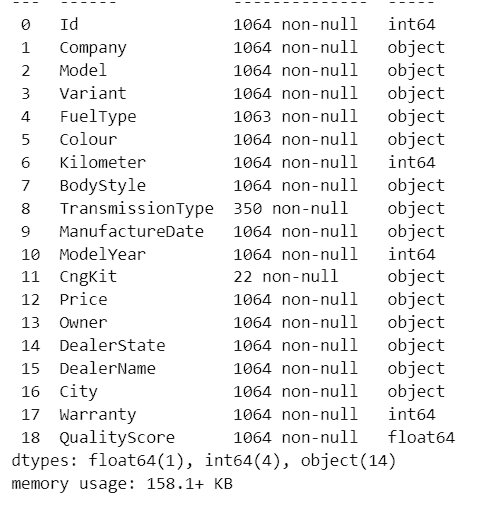 ---  ------             --------------  -----
 0   Id                 1064 non-null   int64
 1   Company            1064 non-null   object
 2   Model              1064 non-null   object
 3   Variant            1064 non-null   object
 4   FuelType           1063 non-null   object
 5   Colour             1064 non-null   object
 6   Kilometer          1064 non-null   int64
 7   BodyStyle          1064 non-null   object
 8   TransmissionType   350 non-null    object
 9   ManufactureDate    1064 non-null   object
 10  ModelYear          1064 non-null   int64
 11  CngKit             22 non-null     object
 12  Price              1064 non-null   object
 13  Owner              1064 non-null   object
 14  DealerState        1064 non-null   object
 15  DealerName         1064 non-null   object
 16  City               1064 non-null   object
 17  Warranty           1064 non-null   int64
 18  QualityScore       1064 non-null   float64
dtypes: float64(1), int64(4), object(14)
memory usage: 158.1+ KB